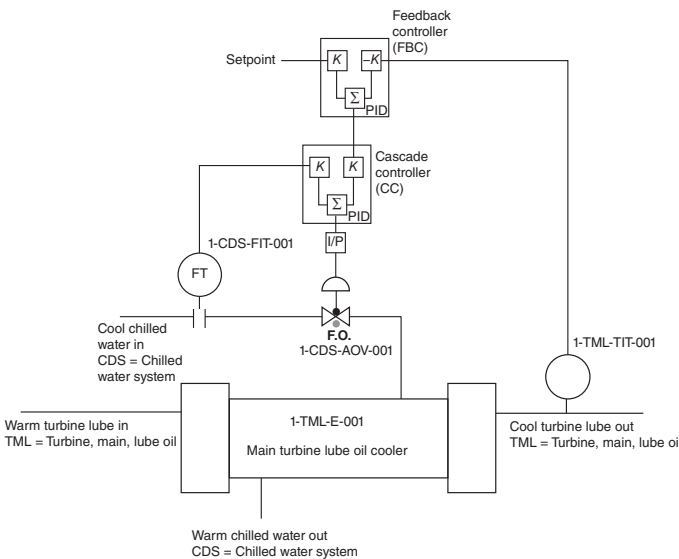 Feedback
controller
(FBC)
Setpoint
K
–K
Σ
PID
Cascade
controller
(CC)
K
K
Σ
PID
I/P
1-CDS-FIT-001
FT
Cool chilled
water in
CDS = Chilled
water system
F.O.
1-CDS-AOV-001
1-TML-TIT-001
Warm turbine lube in
TML = Turbine, main, lube oil
1-TML-E-001
Main turbine lube oil cooler
Cool turbine lube out
TML = Turbine, main, lube oi
Warm chilled water out
CDS = Chilled water system